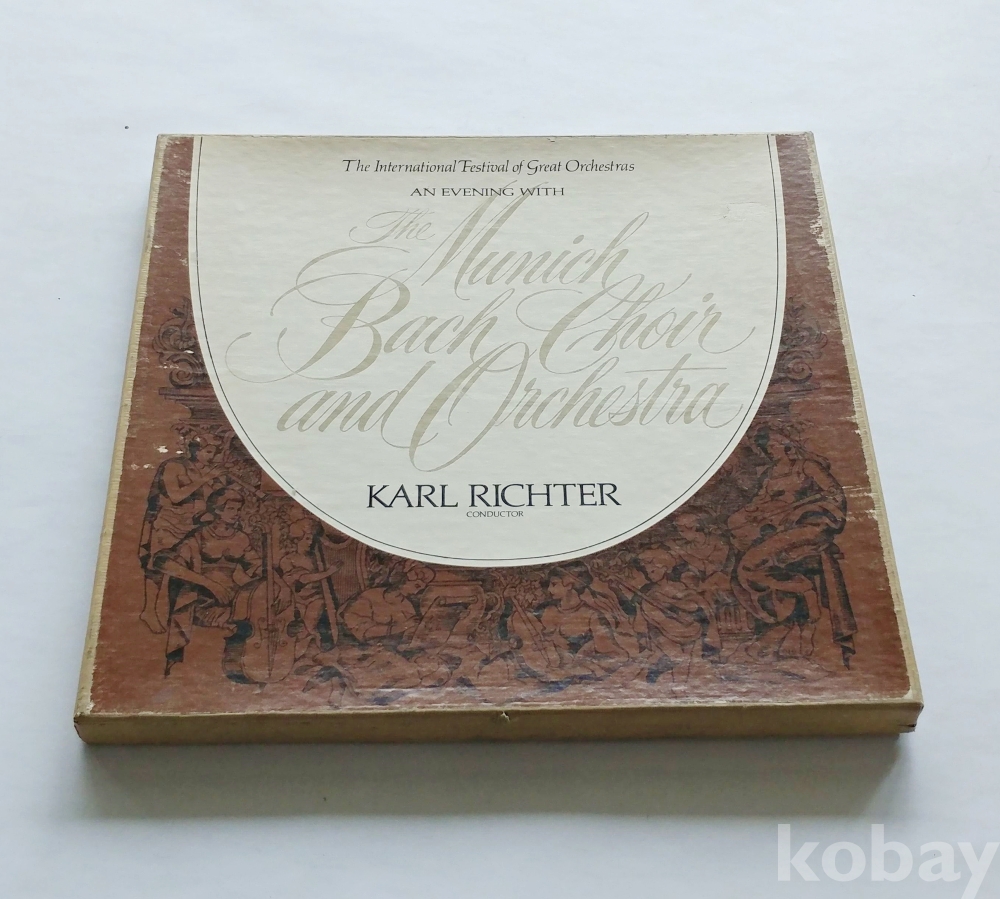 The International Festival of Great Orchestras
AN EVENING WITH
The Munich
Bach Choir
and Orchestra
KARL RICHTER
CONDUCTOR
kobay